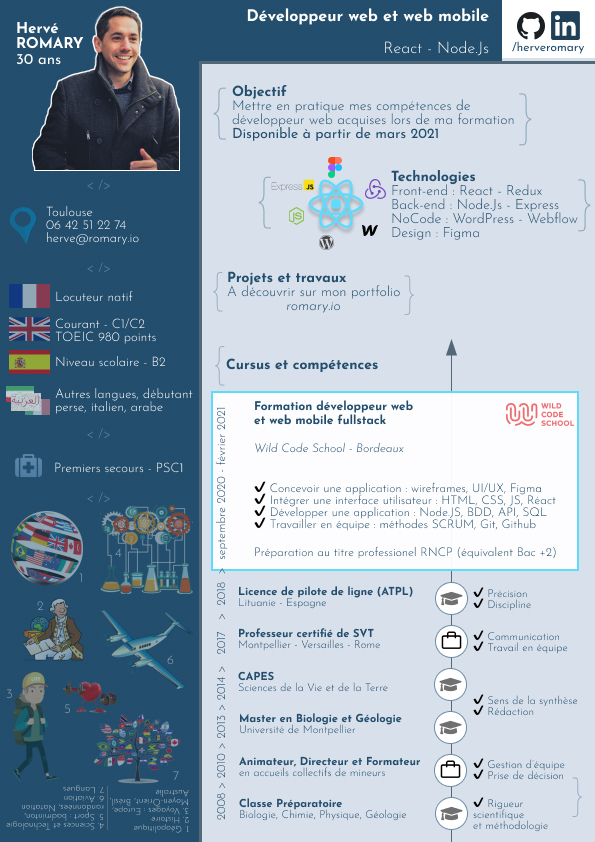 Hervé
ROMARY
30 ans
Développeur web et web mobile
React - Node.Js
/herveromary
</>
Toulouse
06 42 51 22 74
herve@romary.io
</>
Locuteur natif
Courant - C1/C2
TOEIC 980 points
Niveau scolaire - B2
العربية
Autres langues, débutant
perse, italien, arabe
</>
Premiers secours - PSC1
</>
1
4
2
6
3
5
7
1. Géopolitique
2. Histoire
3. Voyages : Europe,
Moyen-Orient, Brésil,
Australie
4. Sciences et Technologies
5. Sport : badminton,
randonnées, Natation
6. Aviation
7. Langues
Objectif
Mettre en pratique mes compétences de
développeur web acquises lors de ma formation
Disponible à partir de mars 2021
Express JS
JS
W
W
Technologies
Front-end : React - Redux
Back-end : Node.Js - Express
NoCode : WordPress - Webflow
Design : Figma
Projets et travaux
A découvrir sur mon portfolio
romary.io
Cursus et compétences
2008 > 2010 > 2013 > 2014 > 2017 > 2018 > septembre 2020 - février 2021
Formation développeur web
et web mobile fullstack
WILD
CODE
SCHOOL
Wild Code School - Bordeaux
✔ Concevoir une application : wireframes, UI/UX, Figma
✔ Intégrer une interface utilisateur : HTML, CSS, JS, React
✔ Développer une application : Node.JS, BDD, API, SQL
✔ Travailler en équipe : méthodes SCRUM, Git, Github
Préparation au titre professionel RNCP (équivalent Bac +2)
Licence de pilote de ligne (ATPL)
Lituanie - Espagne
✔ Précision
✔ Discipline
Professeur certifié de SVT
Montpellier - Versailles - Rome
✔ Communication
✔ Travail en équipe
CAPES
Sciences de la Vie et de la Terre
✔ Sens de la synthèse
✔ Rédaction
Master en Biologie et Géologie
Université de Montpellier
Animateur, Directeur et Formateur
en accueils collectifs de mineurs
✔ Gestion d'équipe
✔ Prise de décision
Classe Préparatoire
Biologie, Chimie, Physique, Géologie
✔ Rigueur
scientifique
et méthodologie